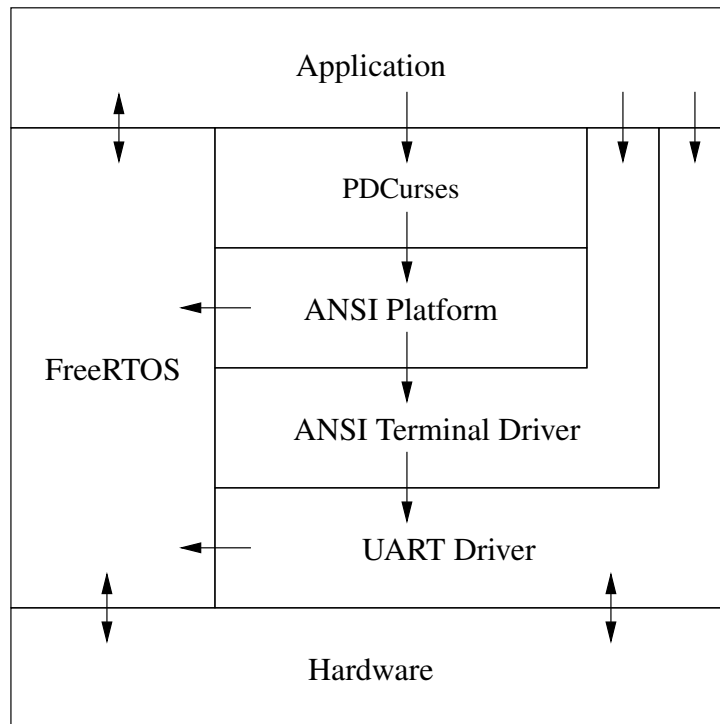 Application
PDCurses
ANSI Platform
FreeRTOS
ANSI Terminal Driver
UART Driver
Hardware